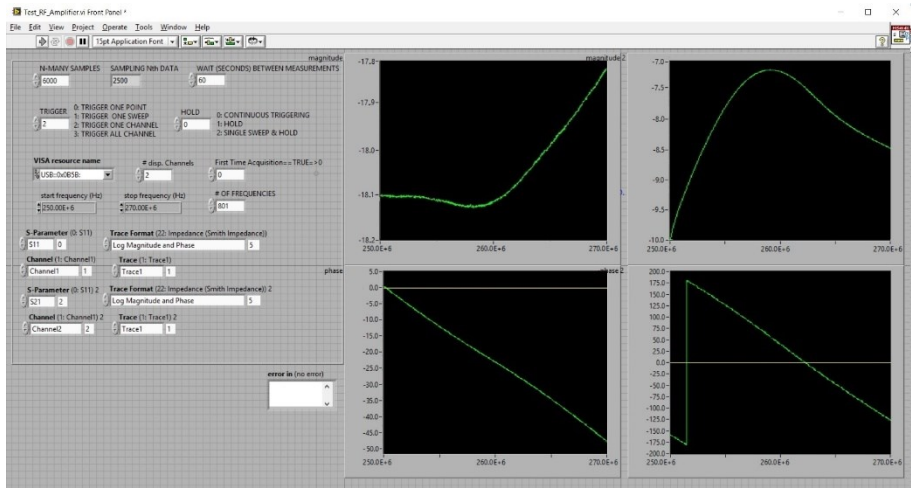 Test_RF_Amplifier.vi Front Panel *
File Edit View Project Operate Tools Window Help
15pt Application Font
N-MANY SAMPLES SAMPLING Nth DATA WAIT (SECONDS) BETWEEN MEASUREMENTS
6000 2500 60
TRIGGER 0: TRIGGER ONE POINT
1: TRIGGER ONE SWEEP
2: TRIGGER ONE CHANNEL
3: TRIGGER ALL CHANNEL
2
HOLD 0: CONTINUOUS TRIGGERING
1: HOLD
2: SINGLE SWEEP & HOLD
0
VISA resource name # disp. Channels First Time Acquisition==TRUE=>0
USB::0x0B5B: 2 0
start frequency (Hz) stop frequency (Hz) # OF FREQUENCIES
250.00E+6 270.00E+6 801
S-Parameter (0: S11) Trace Format (22: Impedance (Smith Impedance))
S11 0 Log Magnitude and Phase 5
Channel (1: Channel1) Trace (1: Trace1)
Channel1 1 Trace1 1
S-Parameter (0: S11) 2 Trace Format (22: Impedance (Smith Impedance)) 2
S21 2 Log Magnitude and Phase 5
Channel (1: Channel1) 2 Trace (1: Trace1) 2
Channel2 2 Trace1 1
error in (no error)
magnitude
-17.8
-17.9
-18.0
-18.1
-18.2
250.0E+6 260.0E+6 270.0E+6
magnitude 2
-7.0
-7.5
-8.0
-8.5
-9.0
-9.5
-10.0
250.0E+6 260.0E+6 270.0E+6
phase
5.0
0.0
-5.0
-10.0
-15.0
-20.0
-25.0
-30.0
-35.0
-40.0
-45.0
-50.0
250.0E+6 260.0E+6 270.0E+6
phase 2
200.0
175.0
150.0
125.0
100.0
75.0
50.0
25.0
0.0
-25.0
-50.0
-75.0
-100.0
-125.0
-150.0
-175.0
-200.0
250.0E+6 260.0E+6 270.0E+6